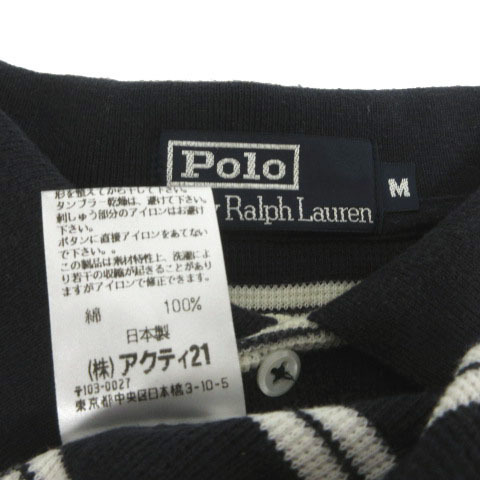 Polo
by Ralph Lauren
M
形を整えてから干して下さい。
タンブラー乾燥は、避けて下さい。
刺しゅう部分のアイロンはお避け
下さい。
ボタンに直接アイロンをあてない
で下さい。。
この製品は素材特性上、洗濯によ
り若干の収縮が起きることがあり
ますがアイロンで修正できます。
綿 100%
日本製
(株) アクティ21
〒103-0027
東京都中央区日本橋3-10-5